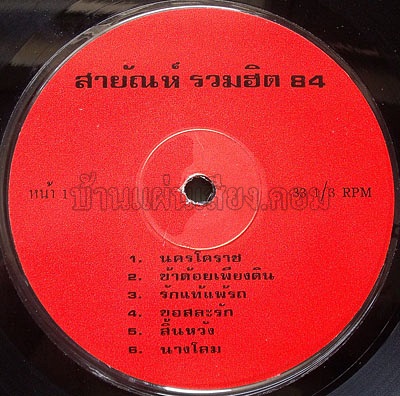 สายัณห์ รวมฮิต 84
หน้า 1
33 1/3 RPM
บ้านแผ่นเสียง.คอม
1. นครโคราช
2. ข้าด้อยเพียงดิน
3. รักแท้แพ้รถ
4. ขอสละรัก
5. สิ้นหวัง
6. นางโลม